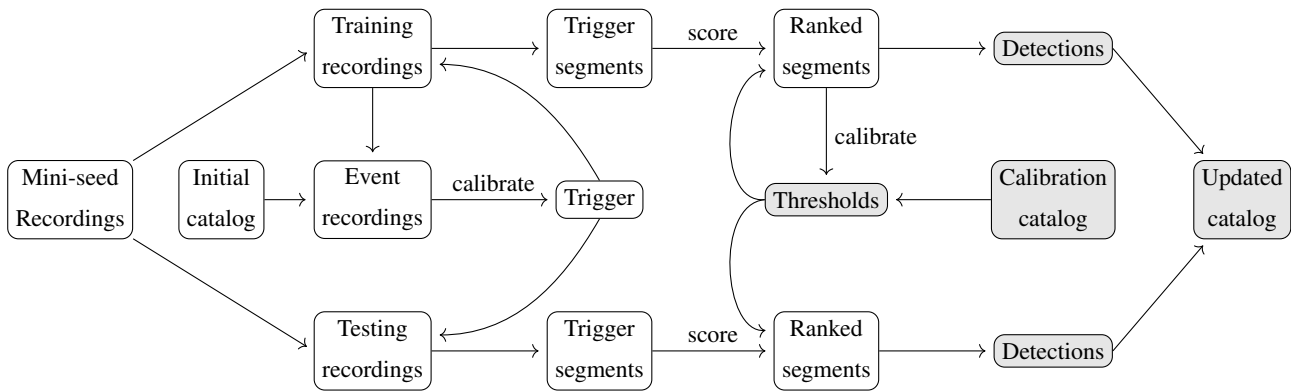 Training
recordings
Trigger
segments
score
Ranked
segments
Detections
calibrate
Mini-seed
Recordings
Initial
catalog
Event
recordings
calibrate
Trigger
Thresholds
Calibration
catalog
Updated
catalog
Testing
recordings
Trigger
segments
score
Ranked
segments
Detections